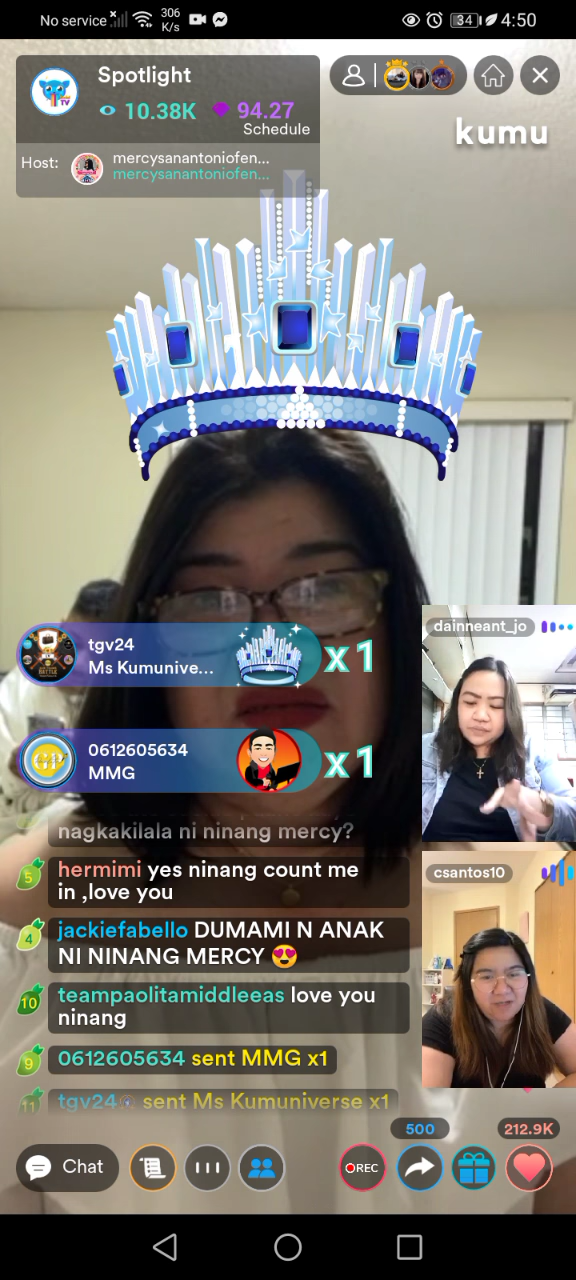 No service
306
K/s
34
4:50
Spotlight
TV
10.38K
94.27
Schedule
Host:
mercysanantoniofen...
mercysanantoniofen...
kumu
dainneant_jo
tgv24
Ms Kumunive...
x 1
0612605634
MMG
x 1
nagkakilala ni ninang mercy?
5
hermimi yes ninang count me
in ,love you
csantos10
4
jackiefabello DUMAMI N ANAK
NI NINANG MERCY 😍
10
teampaolitamiddleeas love you
ninang
9
0612605634 sent MMG x1
11
tgv24 sent Ms Kumuniverse x1
500
212.9K
Chat
REC